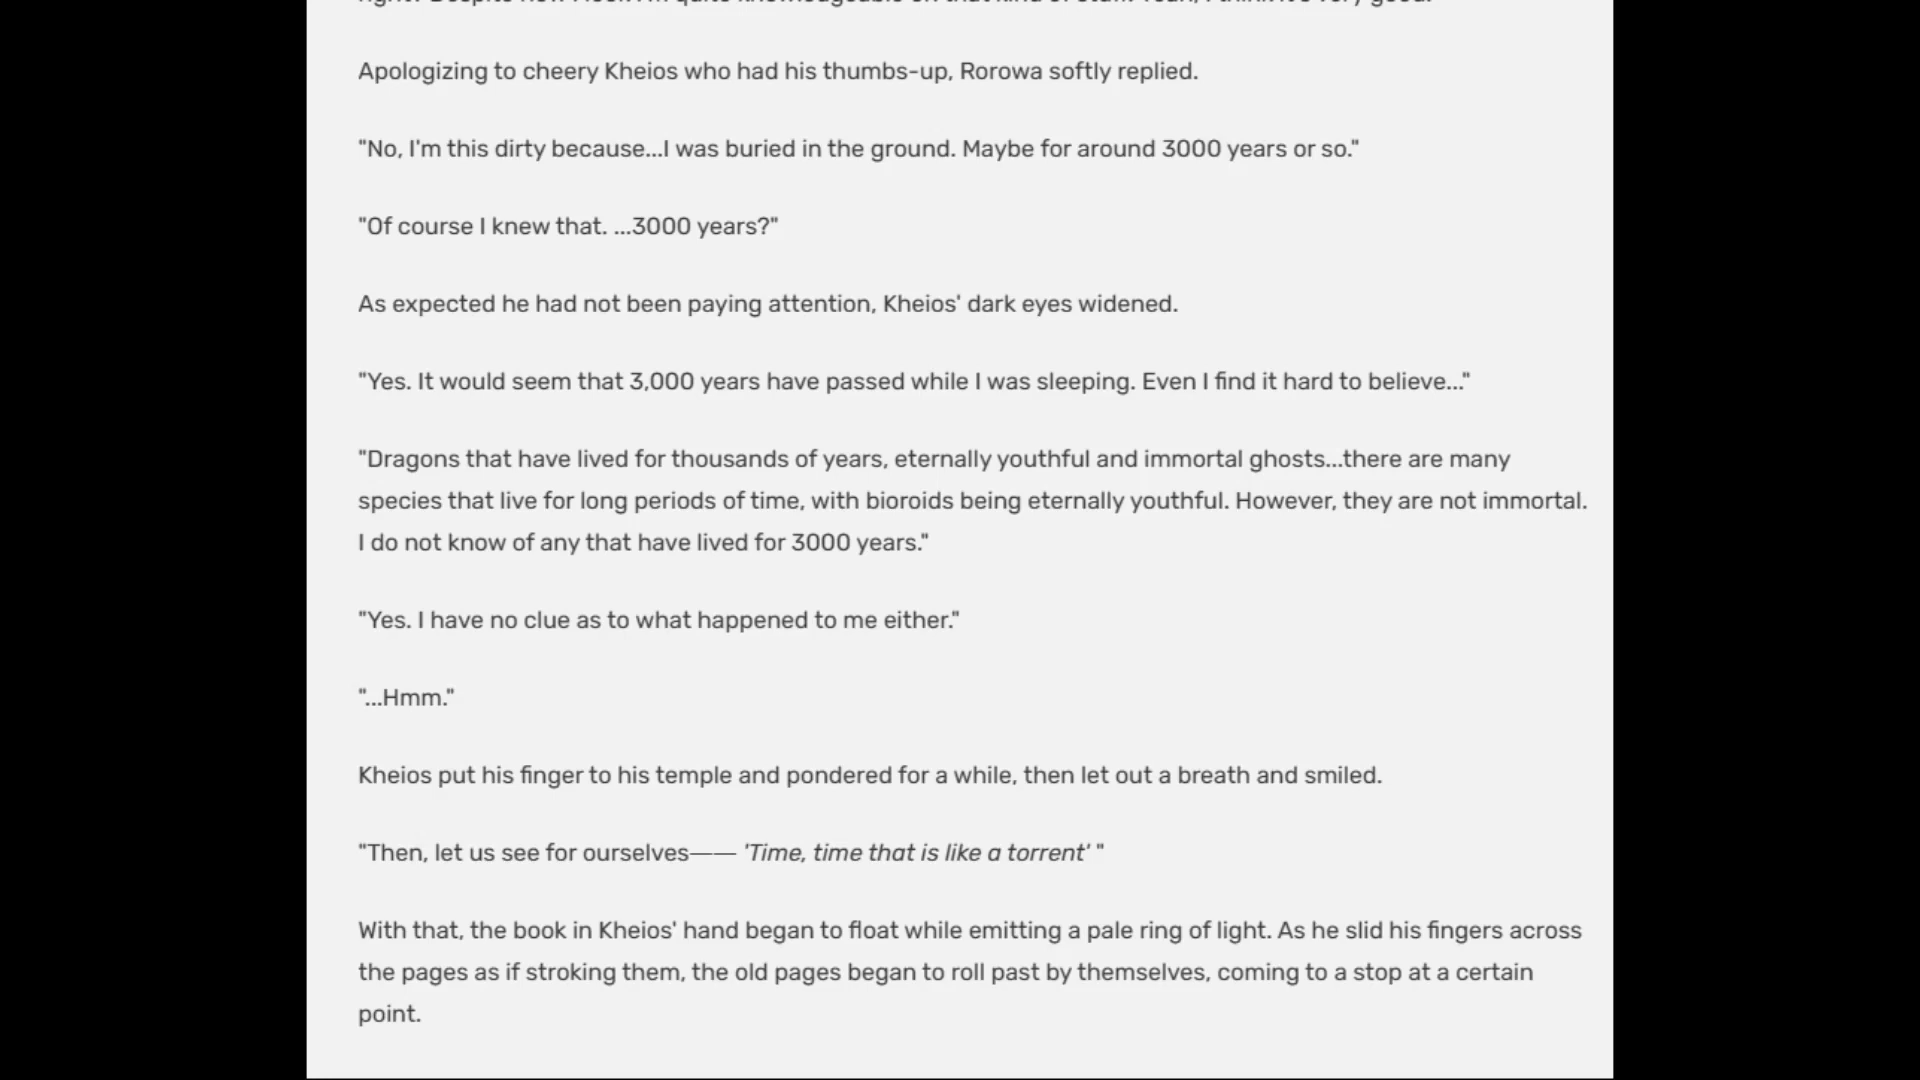 Apologizing to cheery Kheios who had his thumbs-up, Rorowa softly replied.
"No, I'm this dirty because...I was buried in the ground. Maybe for around 3000 years or so."
"Of course I knew that. ...3000 years?"
As expected he had not been paying attention, Kheios' dark eyes widened.
"Yes. It would seem that 3,000 years have passed while I was sleeping. Even I find it hard to believe..."
"Dragons that have lived for thousands of years, eternally youthful and immortal ghosts...there are many
species that live for long periods of time, with bioroids being eternally youthful. However, they are not immortal.
I do not know of any that have lived for 3000 years."
"Yes. I have no clue as to what happened to me either."
"...Hmm."
Kheios put his finger to his temple and pondered for a while, then let out a breath and smiled.
"Then, let us see for ourselves—— 'Time, time that is like a torrent' "
With that, the book in Kheios' hand began to float while emitting a pale ring of light. As he slid his fingers across
the pages as if stroking them, the old pages began to roll past by themselves, coming to a stop at a certain
point.